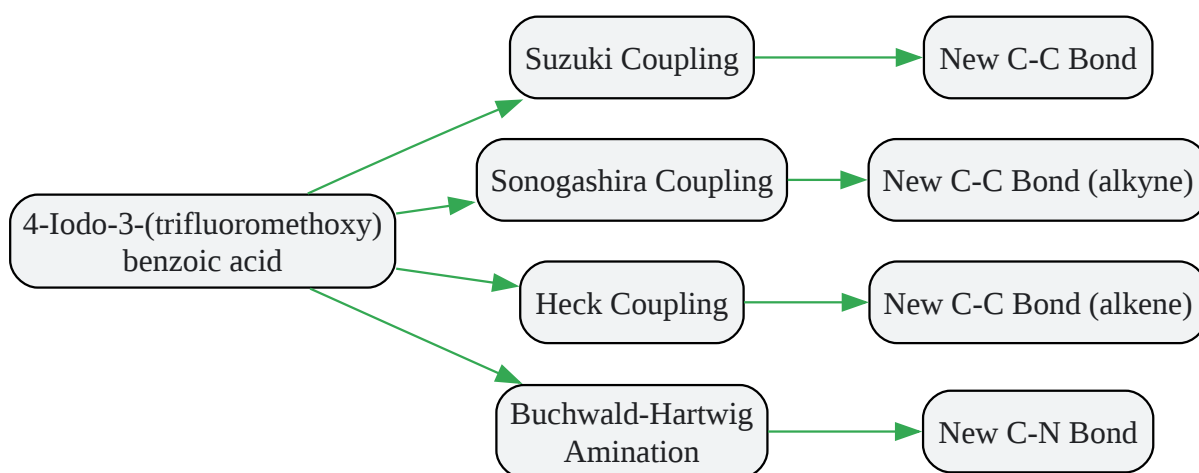 Suzuki Coupling
New C-C Bond
Sonogashira Coupling
New C-C Bond (alkyne)
4-Iodo-3-(trifluoromethoxy)
benzoic acid
Heck Coupling
New C-C Bond (alkene)
Buchwald-Hartwig
Amination
New C-N Bond